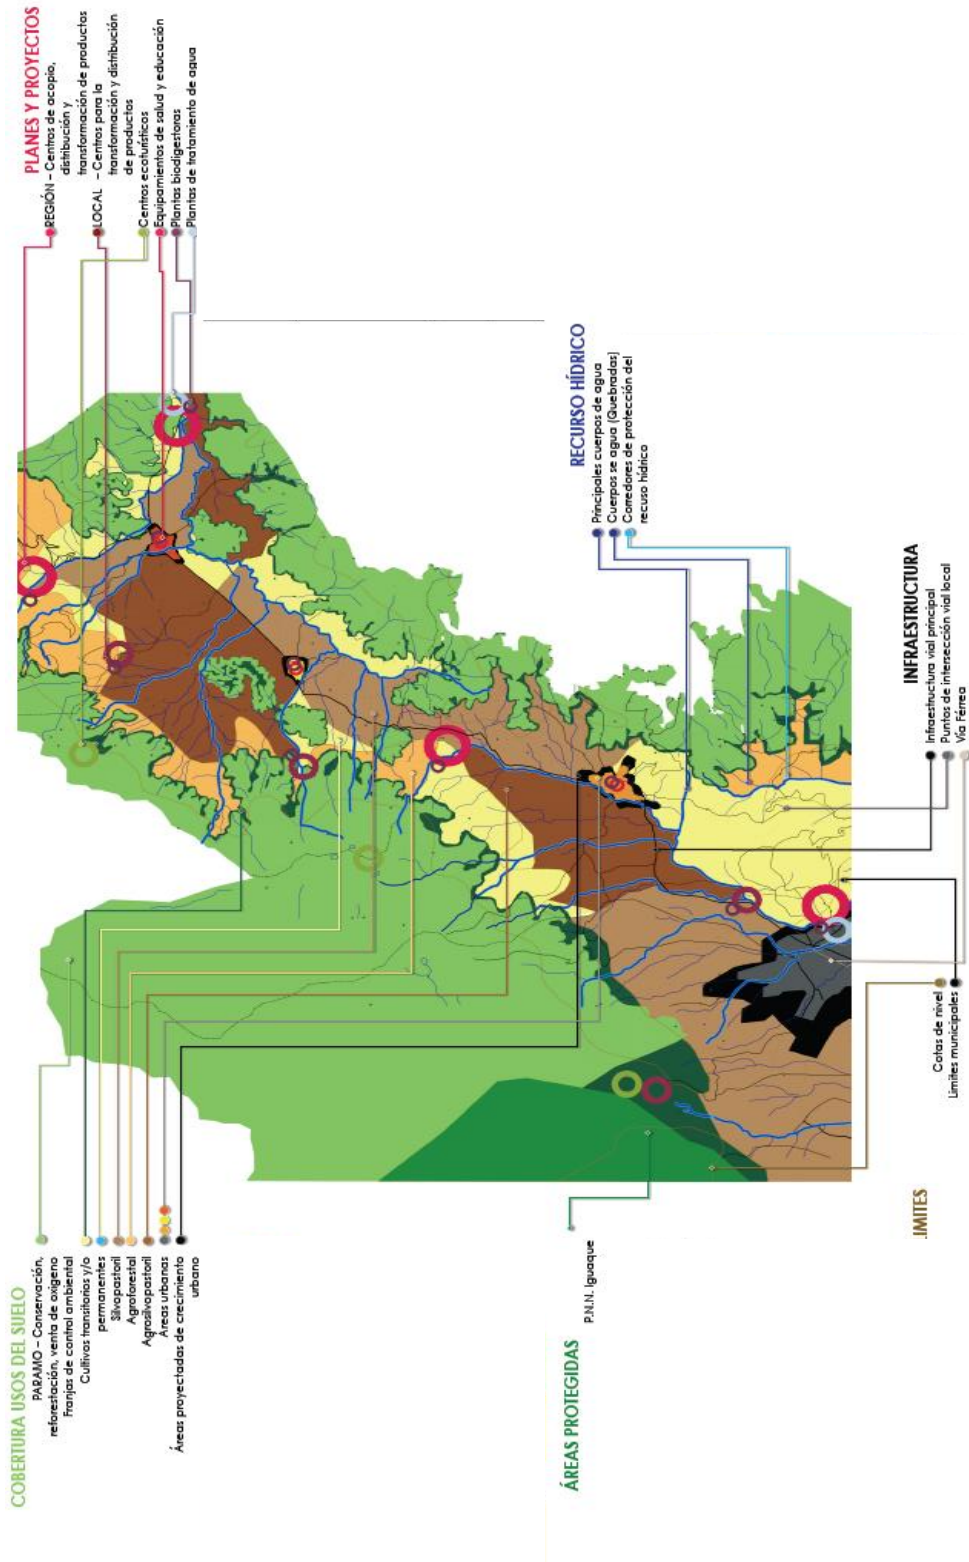 COBERTURA USOS DEL SUELO
PARAMO – Conservación,
reforestación, venta de oxigeno
Franjas de control ambiental
Cultivos transitorios y/o
permanentes
Silvopastoril
Agroforestal
Agrosilvopastoril
Áreas urbanas
Áreas proyectadas de crecimiento
urbano
PLANES Y PROYECTOS
REGIÓN – Centros de acopio,
distribución y
transformación de productos
LOCAL – Centros para la
transformación y distribución
de productos
Centros ecoturísticos
Equipamientos de salud y educación
Plantas biodigestoras
Plantas de tratamiento de agua
ÁREAS PROTEGIDAS
P.N.N. Iguaque
RECURSO HÍDRICO
Principales cuerpos de agua
Cuerpos se agua (Quebradas)
Corredores de protección del
recuso hídrico
IMITES
Cotas de nivel
Limites municipales
INFRAESTRUCTURA
Infraestructura vial principal
Puntos de intersección vial local
Vía Férrea